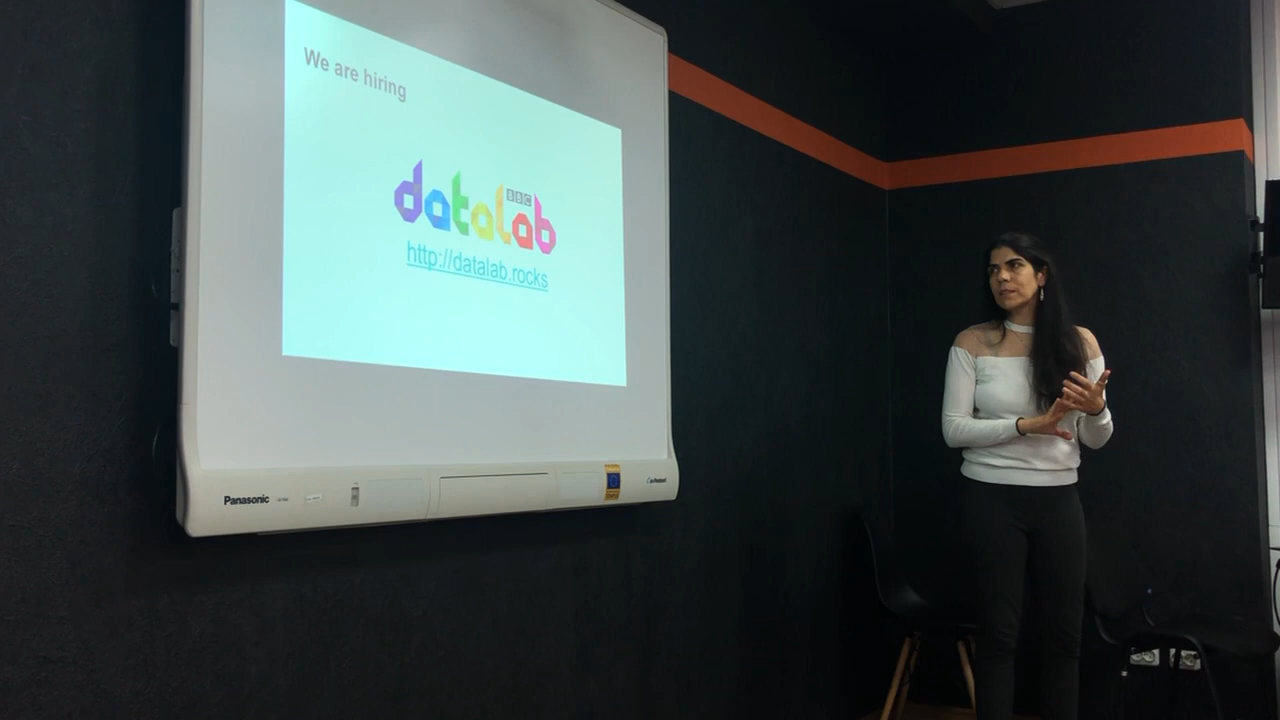 We are hiring
BBC
datalab
http://datalab.rocks
Panasonic